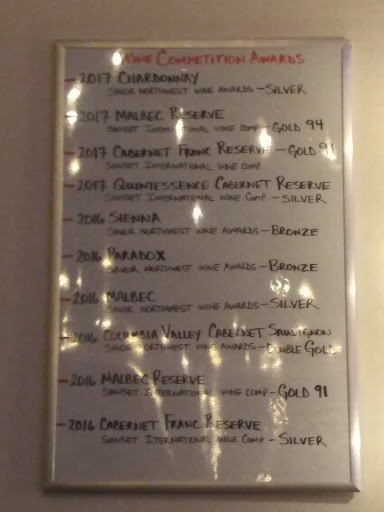 Wine Competition Awards
- 2017 Chardonnay
Savor Northwest Wine Awards - Silver
- 2017 Malbec Reserve
Sunset International Wine Comp - Gold 94
- 2017 Cabernet Franc Reserve - Gold 91
Sunset International Wine Comp.
- 2017 Quintessence Cabernet Reserve
Sunset International Wine Comp - Silver
- 2016 Sienna
Savor Northwest Wine Awards - Bronze
- 2016 Paradox
Savor Northwest Wine Awards - Bronze
- 2016 Malbec
Savor Northwest Wine Awards - Silver
- 2016 Columbia Valley Cabernet Sauvignon
Savor Northwest Wine Awards - Double Gold
- 2016 Malbec Reserve
Sunset International Wine Comp - Gold 91
- 2016 Cabernet Franc Reserve
Sunset Iternational Wine Comp - Silver